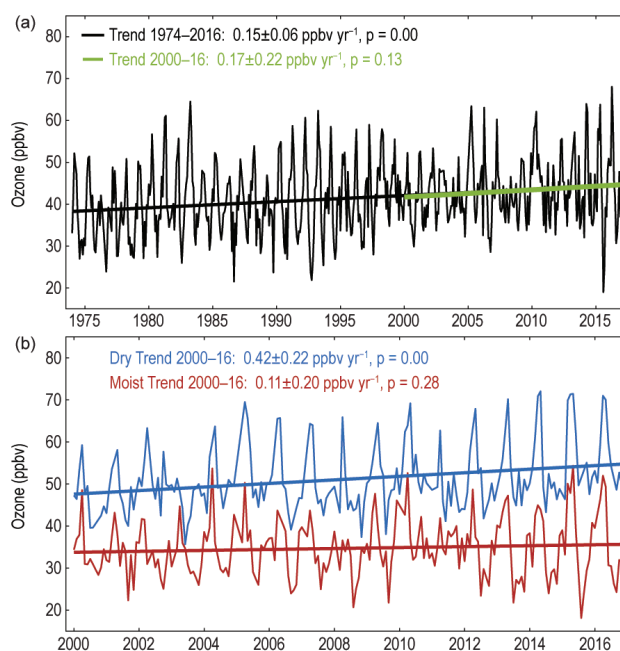 (a)
Trend 1974–2016: 0.15±0.06 ppbv yr⁻¹, p = 0.00
Trend 2000–16: 0.17±0.22 ppbv yr⁻¹, p = 0.13
Ozone (ppbv)
80
70
60
50
40
30
20
1975 1980 1985 1990 1995 2000 2005 2010 2015
(b)
Dry Trend 2000–16: 0.42±0.22 ppbv yr⁻¹, p = 0.00
Moist Trend 2000–16: 0.11±0.20 ppbv yr⁻¹, p = 0.28
Ozone (ppbv)
80
70
60
50
40
30
20
2000 2002 2004 2006 2008 2010 2012 2014 2016